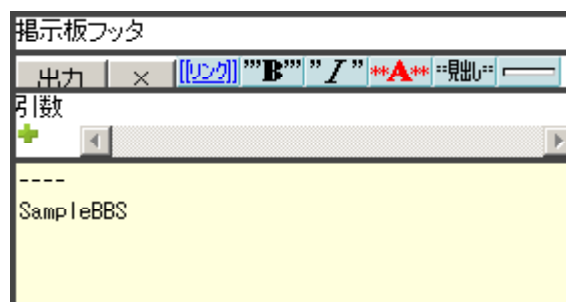 掲示板フッタ
出力 × [[リンク]] '''B''' ''I'' **A** ==見出し==
引数
----
SampleBBS